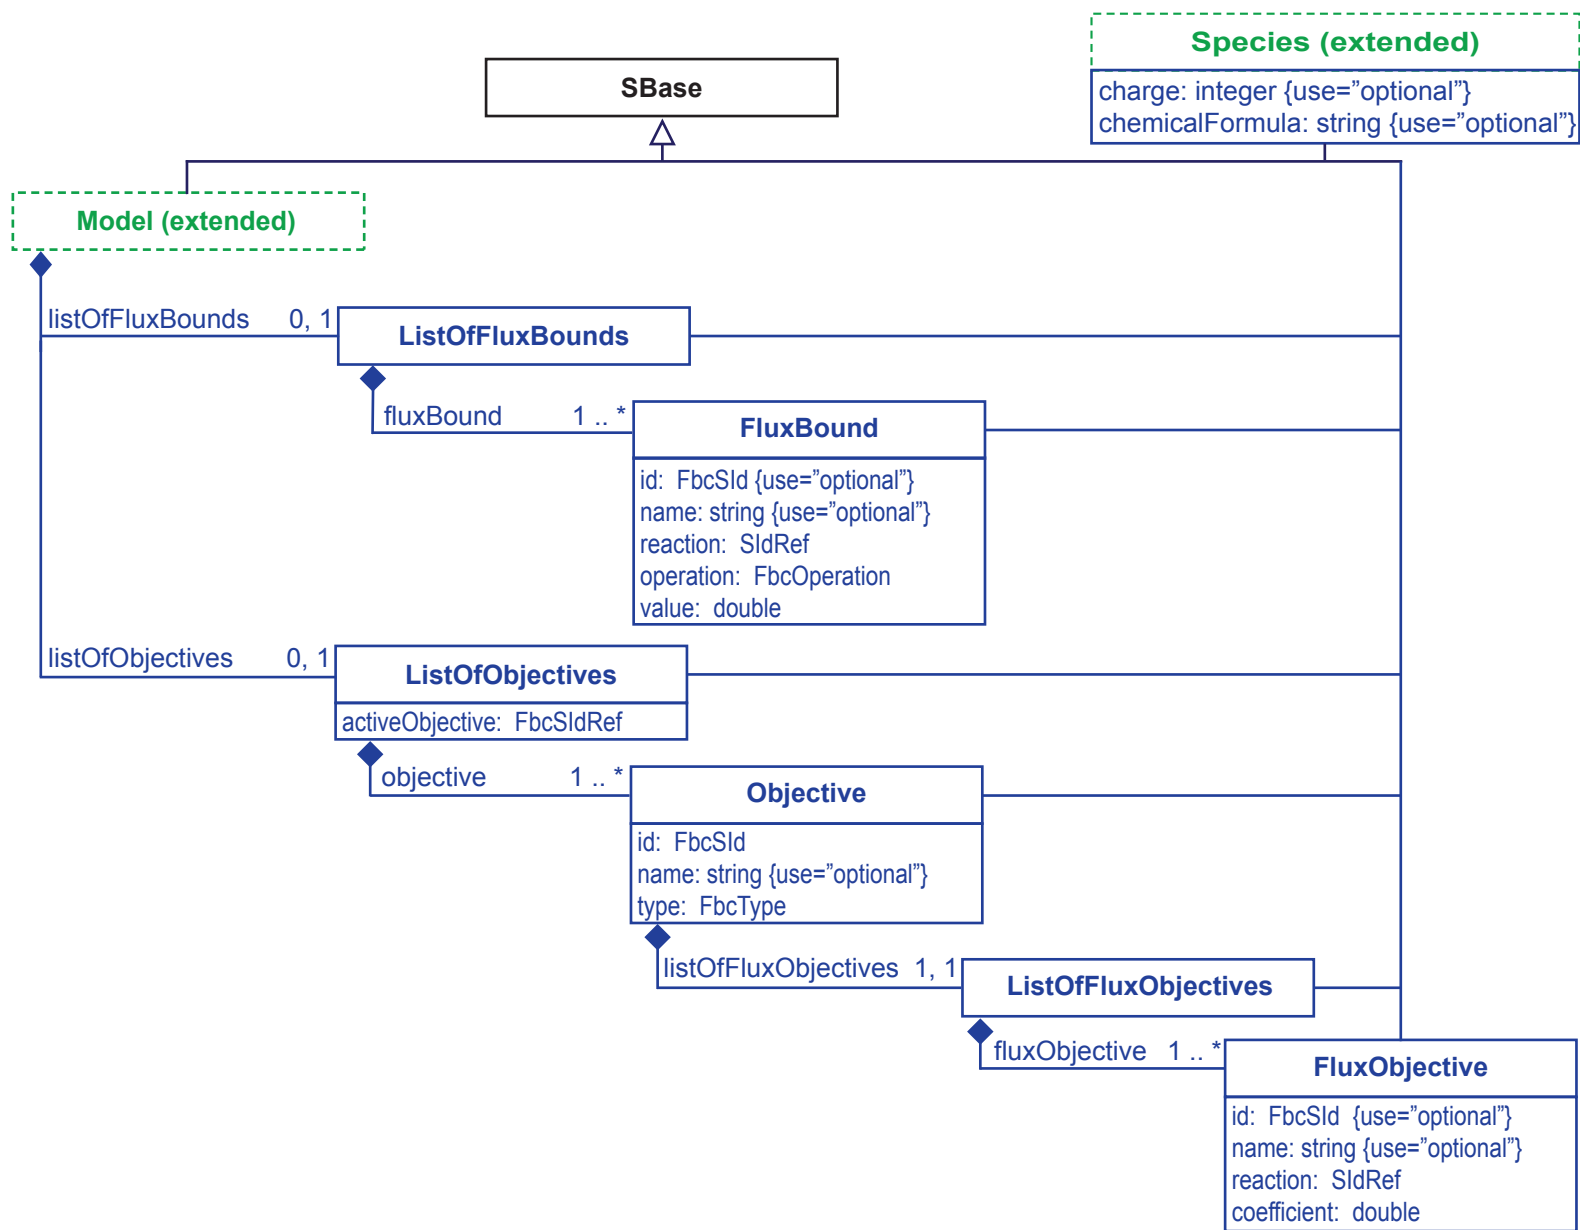 Species (extended)
charge: integer {use=”optional”}
chemicalFormula: string {use=”optional”}
SBase
Model (extended)
listOfFluxBounds 0, 1
ListOfFluxBounds
fluxBound 1 .. *
FluxBound
id: FbcSId {use=”optional”}
name: string {use=”optional”}
reaction: SIdRef
operation: FbcOperation
value: double
listOfObjectives 0, 1
ListOfObjectives
activeObjective: FbcSIdRef
objective 1 .. *
Objective
id: FbcSId
name: string {use=”optional”}
type: FbcType
listOfFluxObjectives 1, 1
ListOfFluxObjectives
fluxObjective 1 .. *
FluxObjective
id: FbcSId {use=”optional”}
name: string {use=”optional”}
reaction: SIdRef
coefficient: double